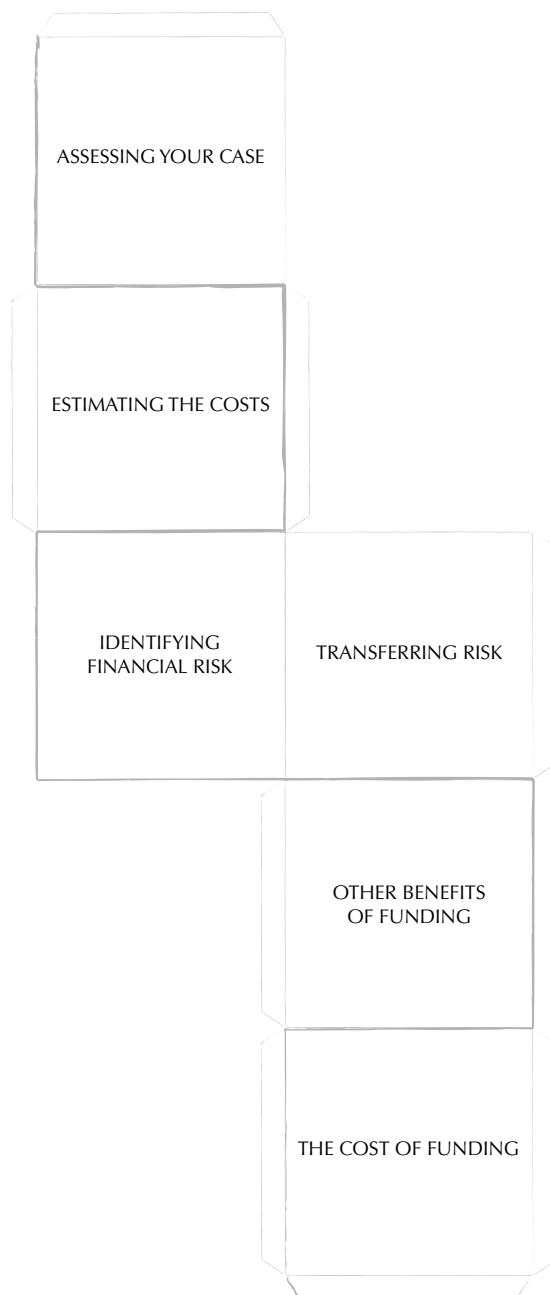 ASSESSING YOUR CASE
ESTIMATING THE COSTS
IDENTIFYING
FINANCIAL RISK
TRANSFERRING RISK
OTHER BENEFITS
OF FUNDING
THE COST OF FUNDING